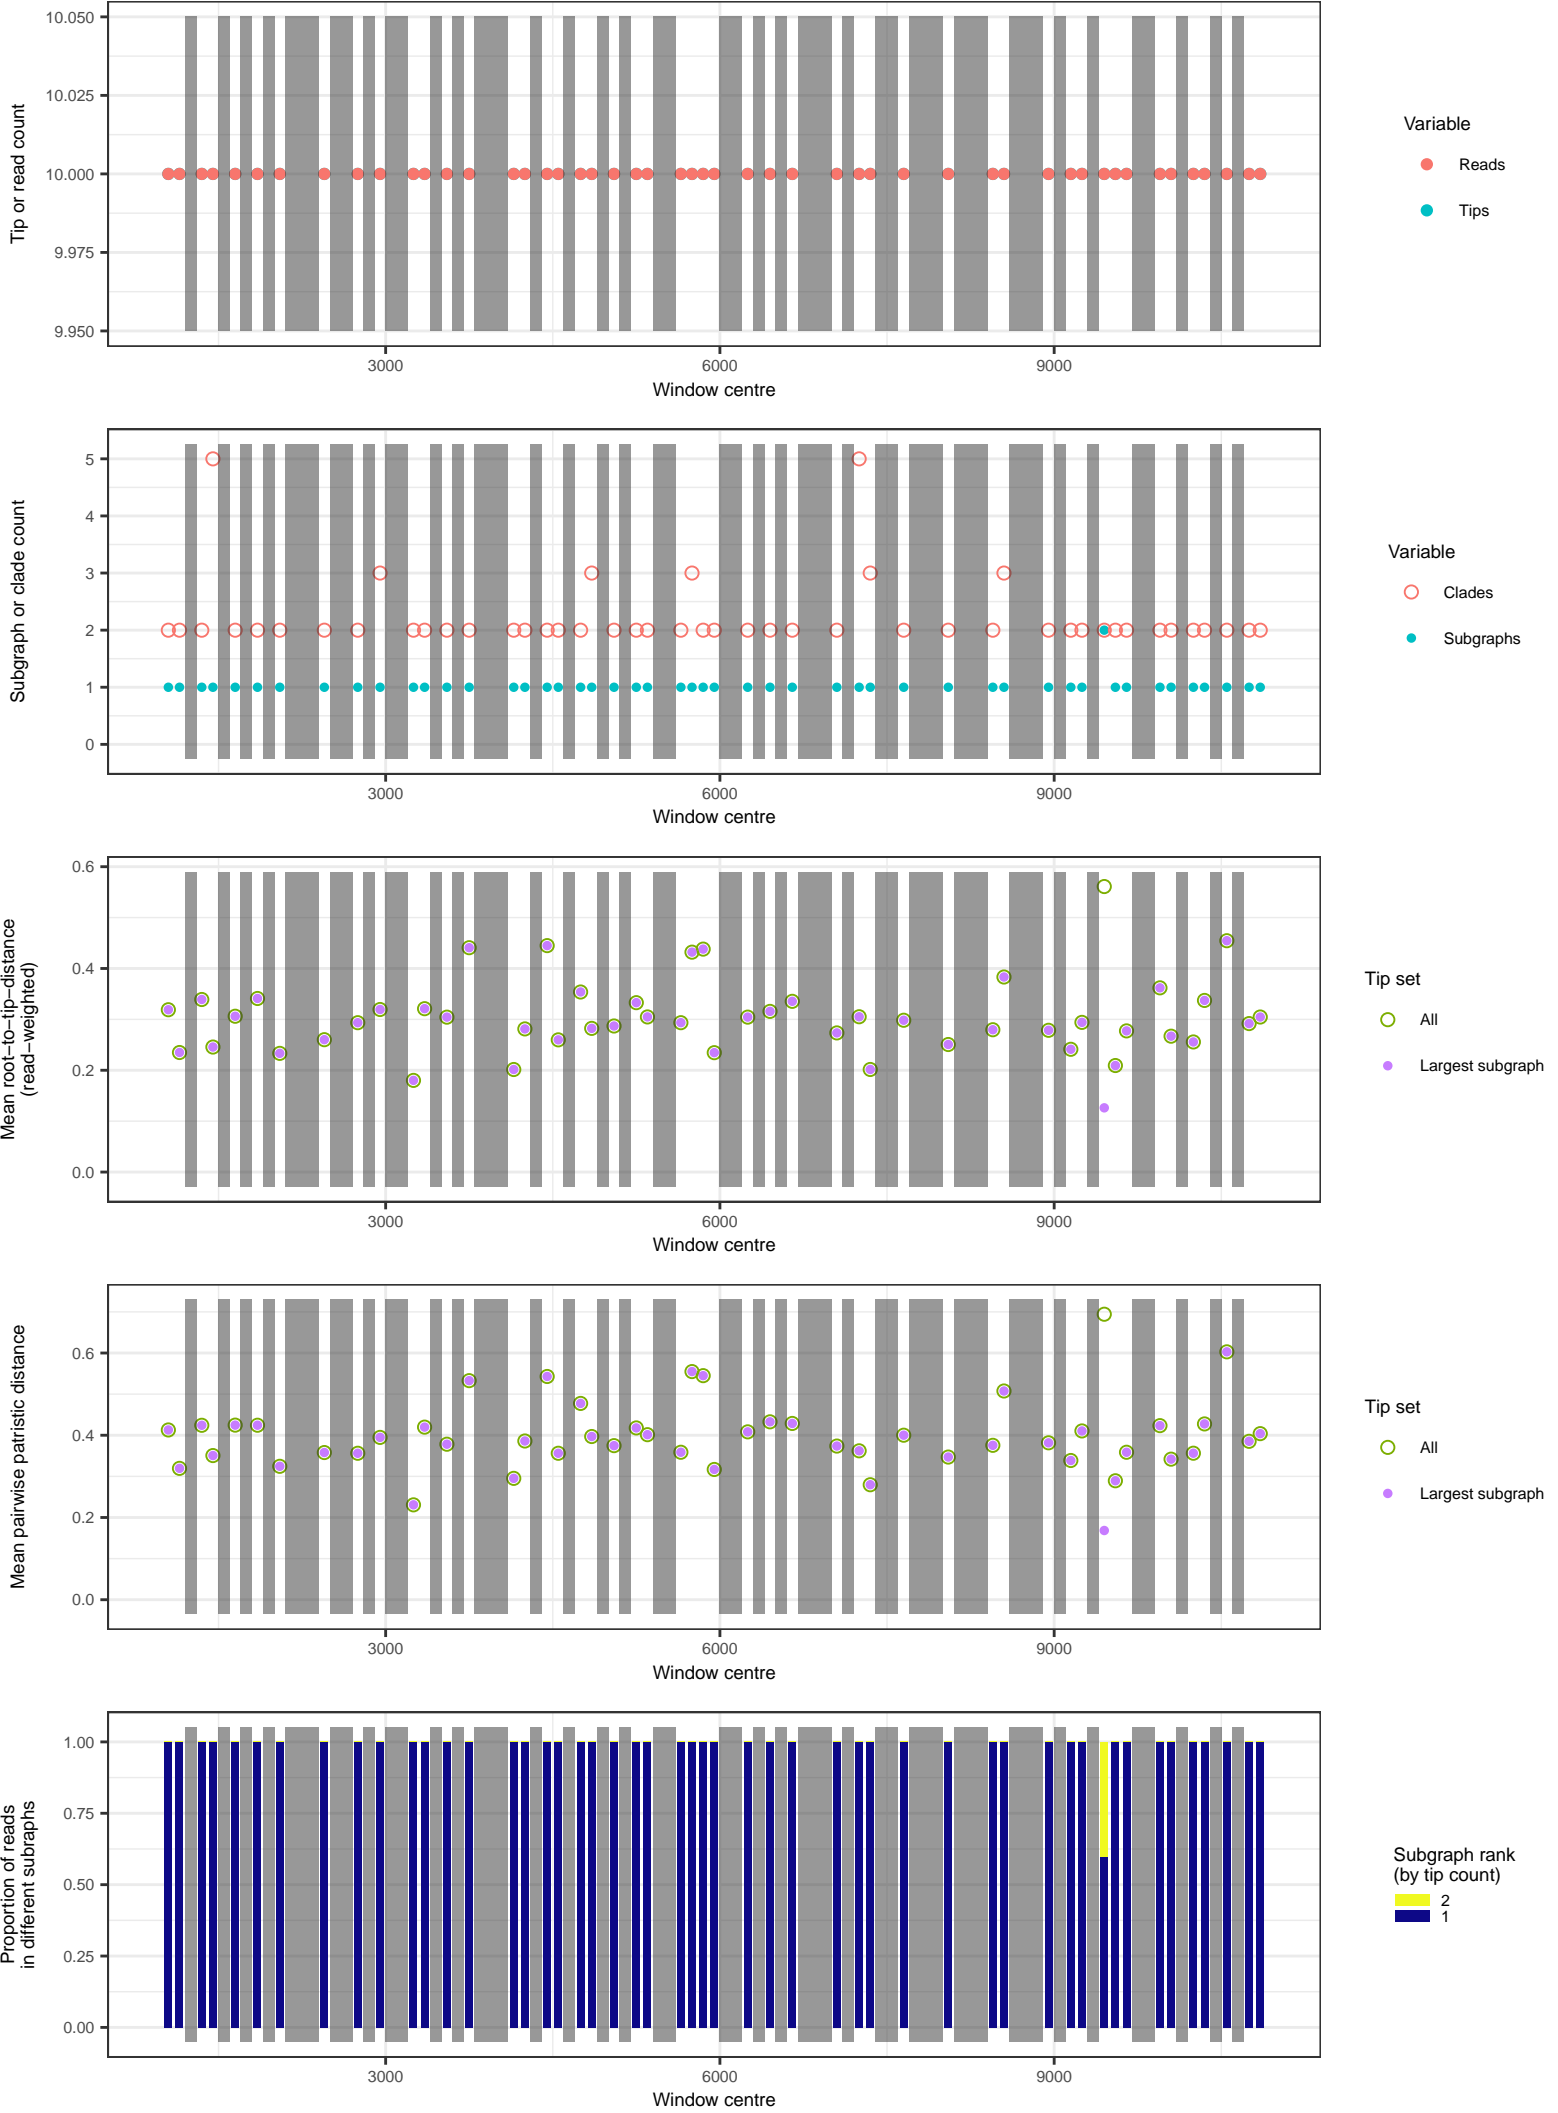 10.050
10.025
10.000
9.975
9.950
Tip or read count
3000
6000
9000
Window centre
Variable
Reads
Tips
5
4
3
2
1
0
Subgraph or clade count
3000
6000
9000
Window centre
Variable
Clades
Subgraphs
0.6
0.4
0.2
0.0
Mean root−to−tip−distance
(read−weighted)
3000
6000
9000
Window centre
Tip set
All
Largest subgraph
0.6
0.4
0.2
0.0
Mean pairwise patristic distance
3000
6000
9000
Window centre
Tip set
All
Largest subgraph
1.00
0.75
0.50
0.25
0.00
Proportion of reads
in different subraphs
3000
6000
9000
Window centre
Subgraph rank
(by tip count)
2
1